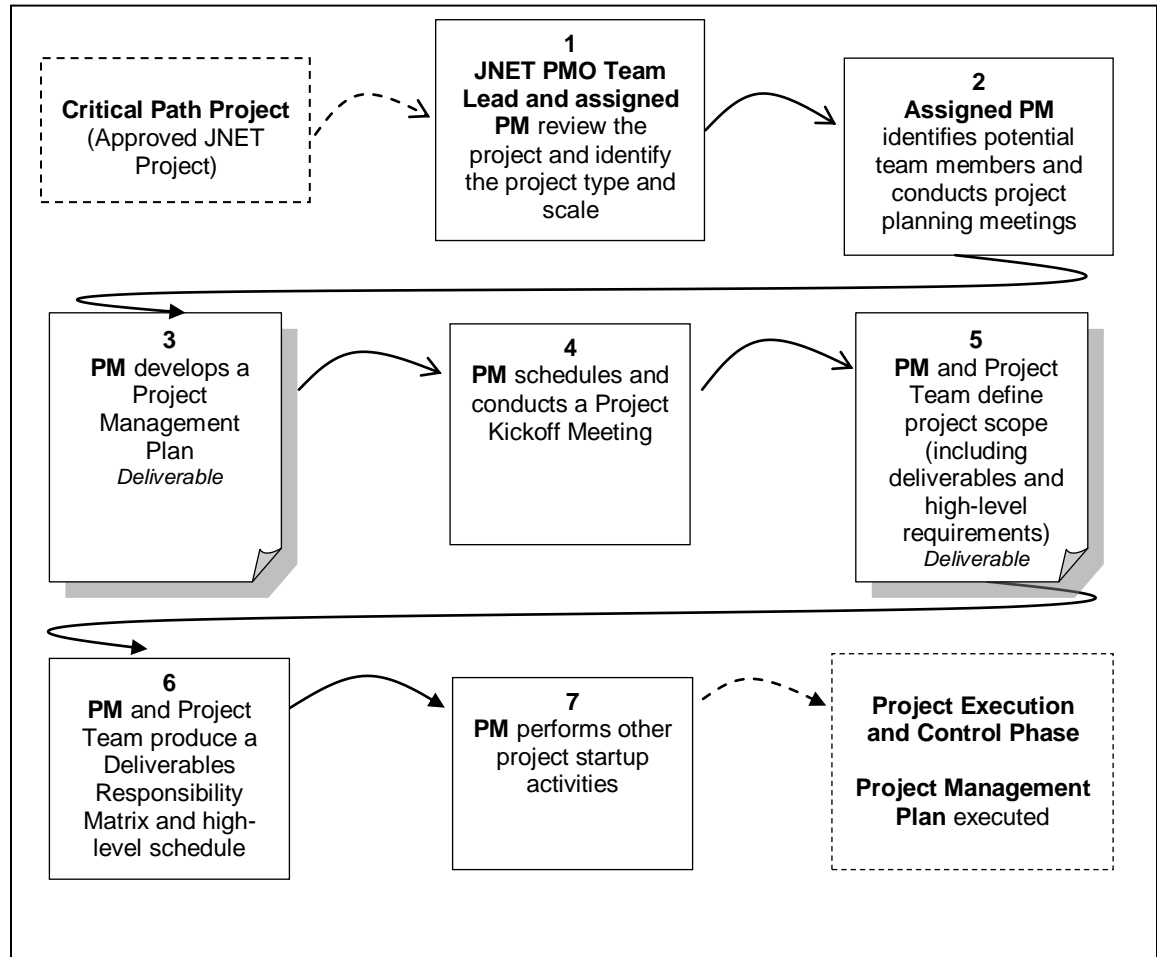 Critical Path Project
(Approved JNET
Project)
1
JNET PMO Team
Lead and assigned
PM review the
project and identify
the project type and
scale
2
Assigned PM
identifies potential
team members and
conducts project
planning meetings
3
PM develops a
Project
Management
Plan
Deliverable
4
PM schedules and
conducts a Project
Kickoff Meeting
5
PM and Project
Team define
project scope
(including
deliverables and
high-level
requirements)
Deliverable
6
PM and Project
Team produce a
Deliverables
Responsibility
Matrix and high-
level schedule
7
PM performs other
project startup
activities
Project Execution
and Control Phase
Project Management
Plan executed